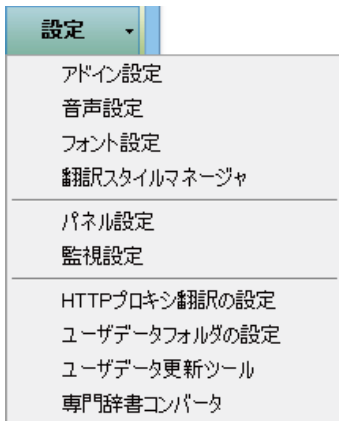 設定
アドイン設定
音声設定
フォント設定
翻訳スタイルマネージャ
パネル設定
監視設定
HTTPプロキシ翻訳の設定
ユーザデータフォルダの設定
ユーザデータ更新ツール
専門辞書コンバータ